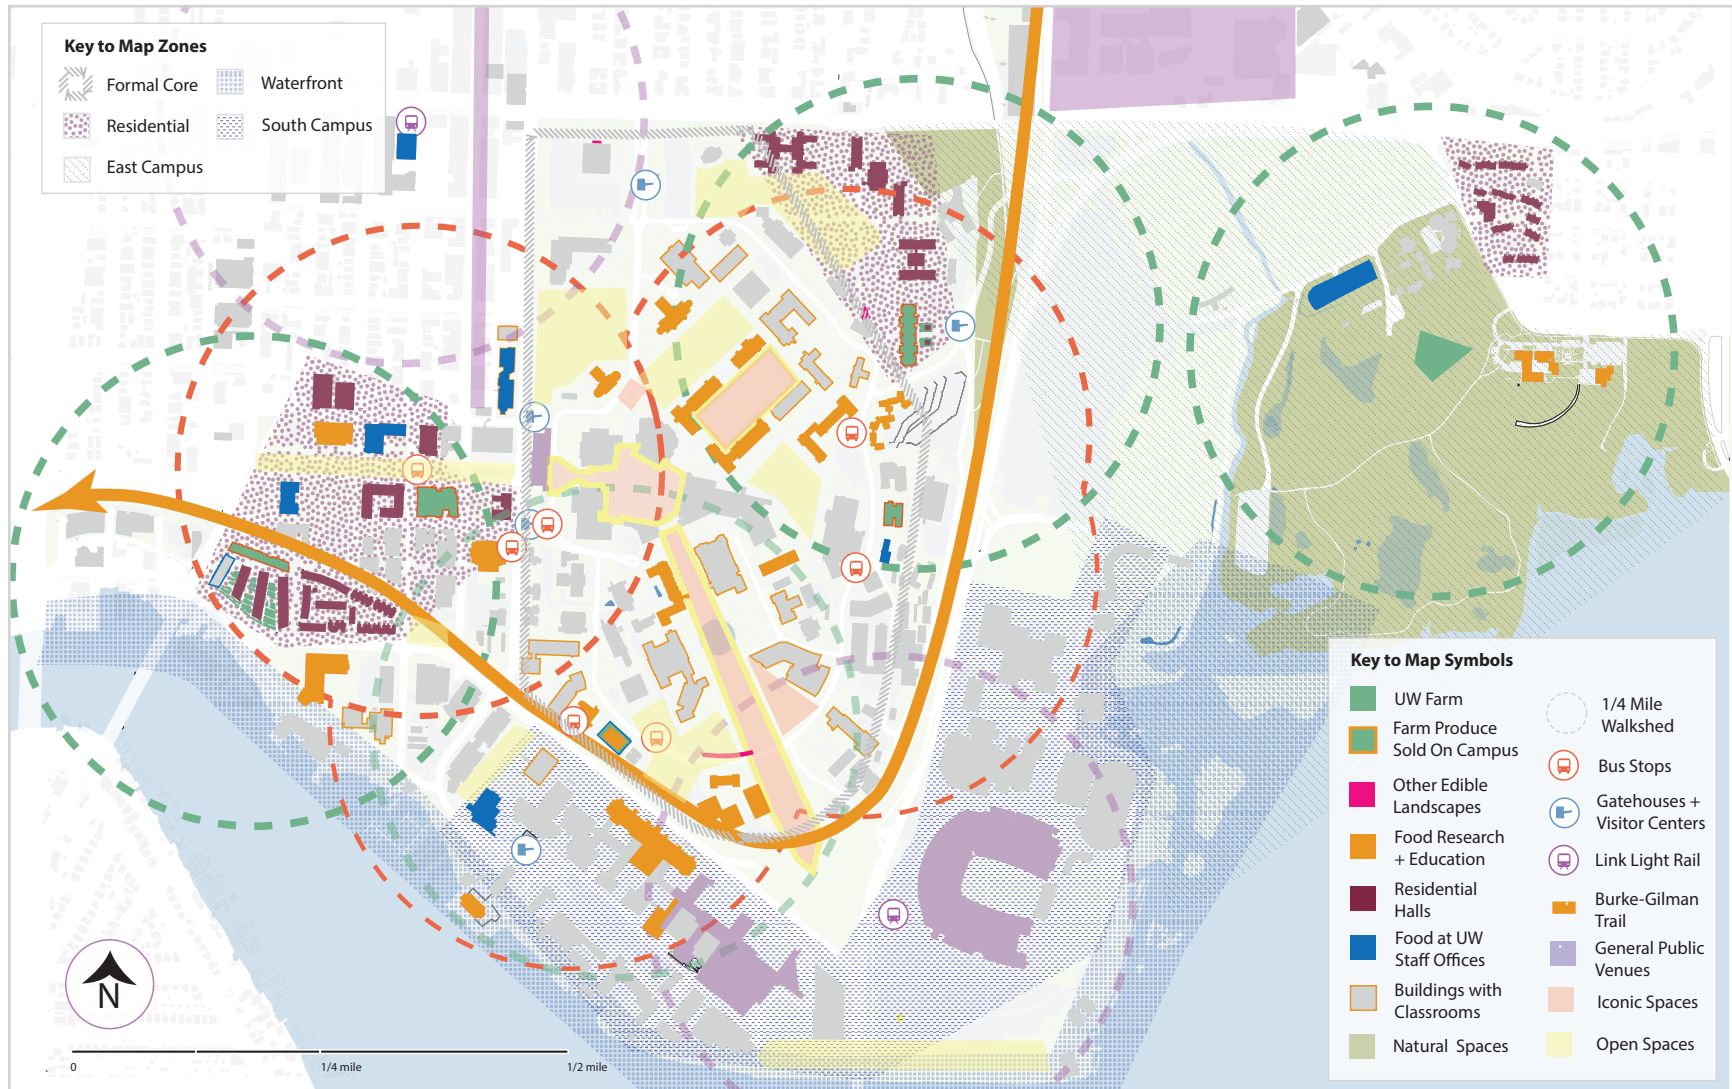 Key to Map Zones
Formal Core
Waterfront
Residential
South Campus
East Campus
Key to Map Symbols
UW Farm
Farm Produce
Sold On Campus
Other Edible
Landscapes
Food Research
+ Education
Residential
Halls
Food at UW
Staff Offices
Buildings with
Classrooms
Natural Spaces
1/4 Mile
Walkshed
Bus Stops
Gatehouses +
Visitor Centers
Link Light Rail
Burke-Gilman
Trail
General Public
Venues
Iconic Spaces
Open Spaces
N
0
1/4 mile
1/2 mile